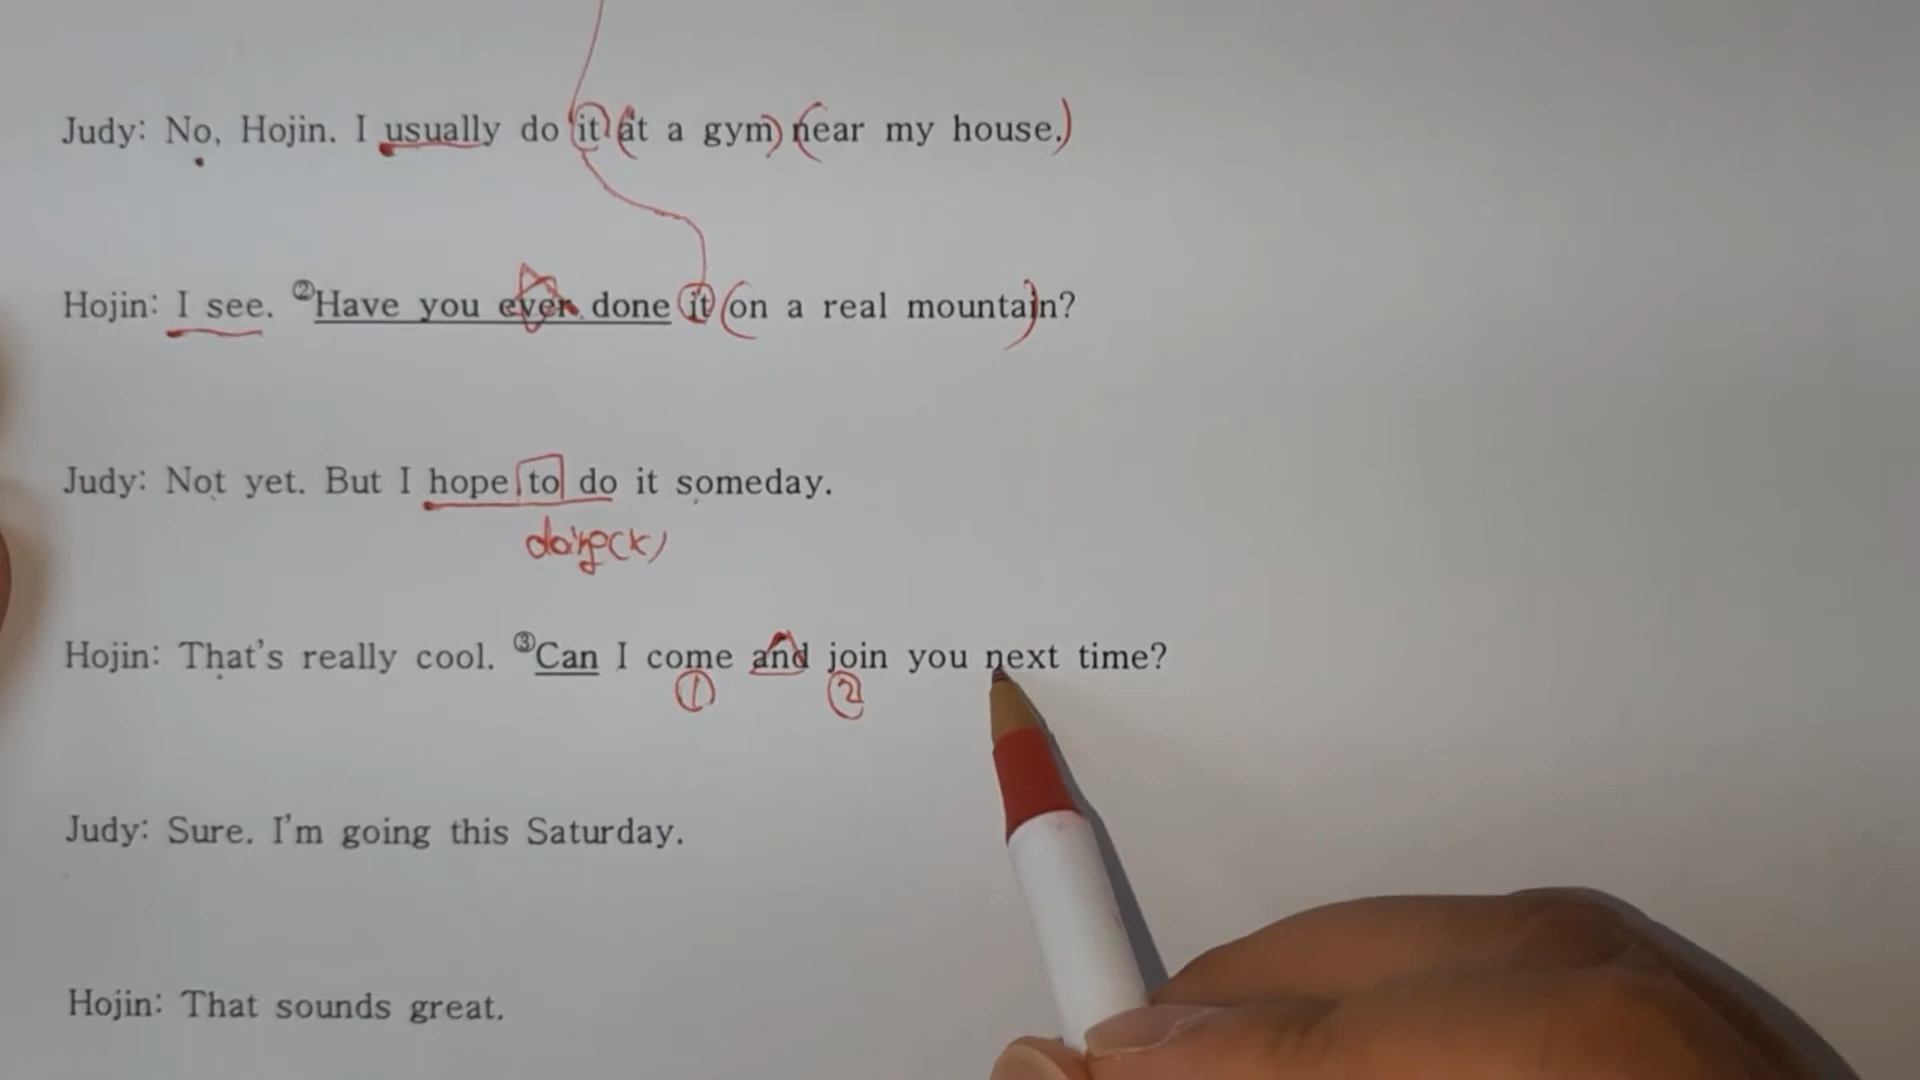 Judy: No, Hojin. I usually do it at a gym near my house.
Hojin: I see. ②Have you ever done it on a real mountain?
Judy: Not yet. But I hope to do it someday.
doing(x)
Hojin: That's really cool. ③Can I come and join you next time?
① ②
Judy: Sure. I'm going this Saturday.
Hojin: That sounds great.